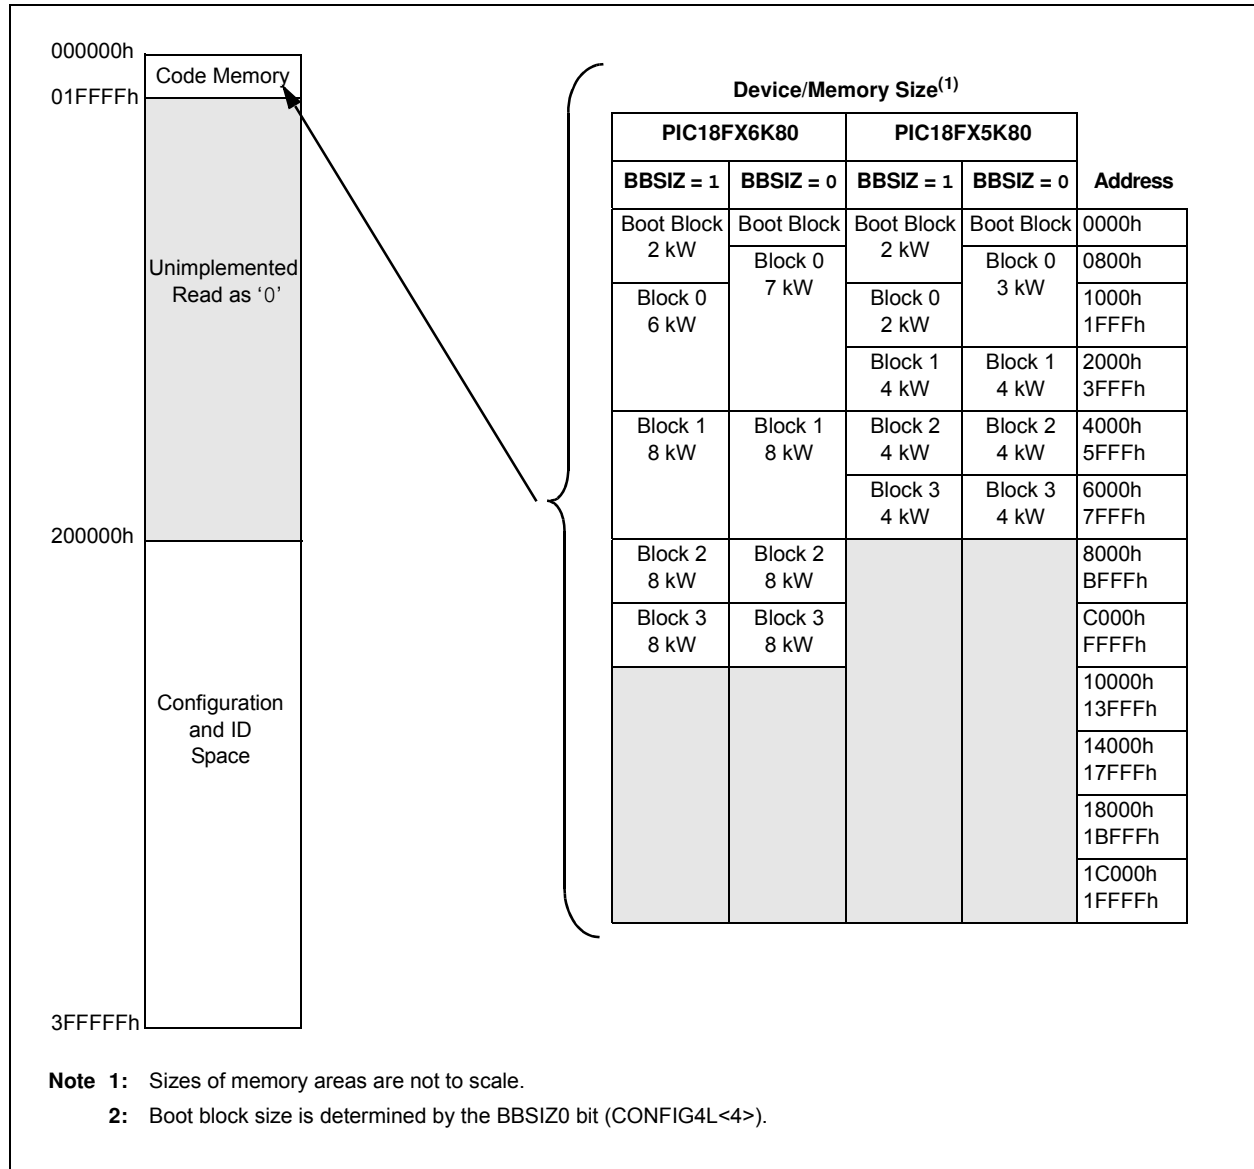 000000h
Code Memory
01FFFFh
Unimplemented
Read as ‘0’
200000h
Configuration
and ID
Space
3FFFFFh
Device/Memory Size(1)
PIC18FX6K80 PIC18FX5K80
BBSIZ = 1 BBSIZ = 0 BBSIZ = 1 BBSIZ = 0 Address
Boot Block Boot Block Boot Block Boot Block 0000h
2 kW 2 kW
Block 0 Block 0 0800h
7 kW 3 kW
Block 0 Block 0 1000h
6 kW 2 kW 1FFFh
Block 1 Block 1 2000h
4 kW 4 kW 3FFFh
Block 1 Block 1 Block 2 Block 2 4000h
8 kW 8 kW 4 kW 4 kW 5FFFh
Block 3 Block 3 6000h
4 kW 4 kW 7FFFh
Block 2 Block 2 8000h
8 kW 8 kW BFFFh
Block 3 Block 3 C000h
8 kW 8 kW FFFFh
10000h
13FFFh
14000h
17FFFh
18000h
1BFFFh
1C000h
1FFFFh
Note 1: Sizes of memory areas are not to scale.
2: Boot block size is determined by the BBSIZ0 bit (CONFIG4L<4>).